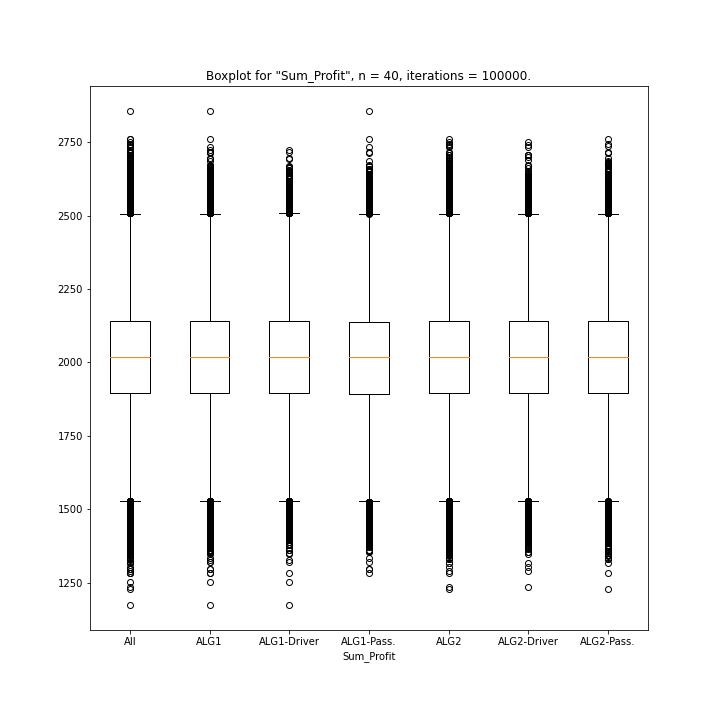 Boxplot for "Sum_Profit", n = 40, iterations = 100000.
2750
2500
2250
2000
1750
1500
1250
All ALG1 ALG1-Driver ALG1-Pass. ALG2 ALG2-Driver ALG2-Pass.
Sum_Profit